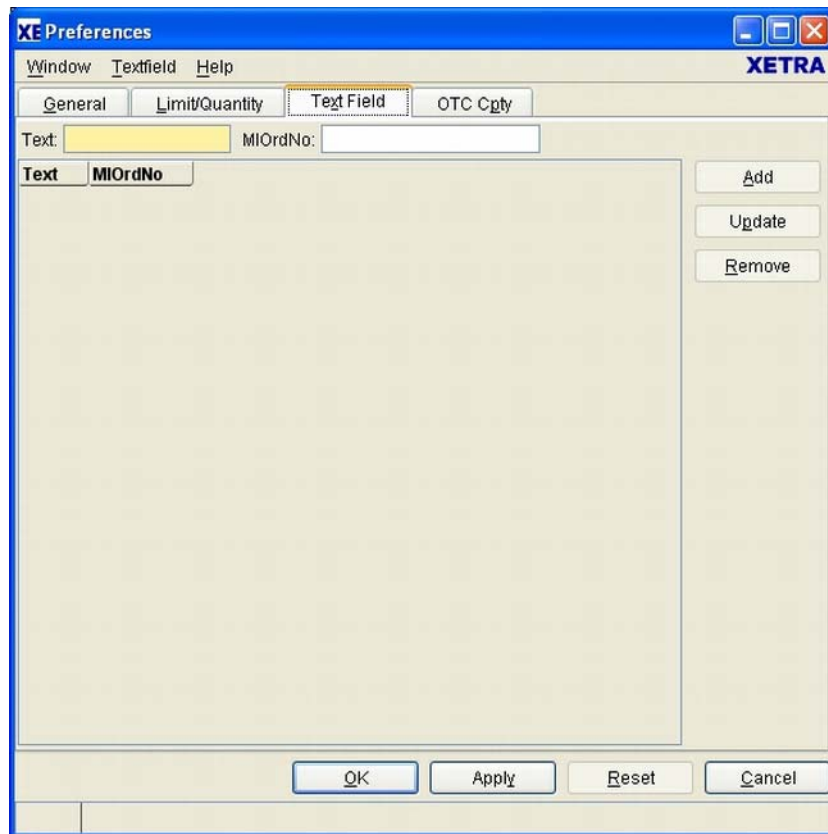 XE Preferences
Window Textfield Help XETRA
General Limit/Quantity Text Field OTC Cpty
Text: MIOrdNo:
Text MIOrdNo
Add
Update
Remove
OK Apply Reset Cancel